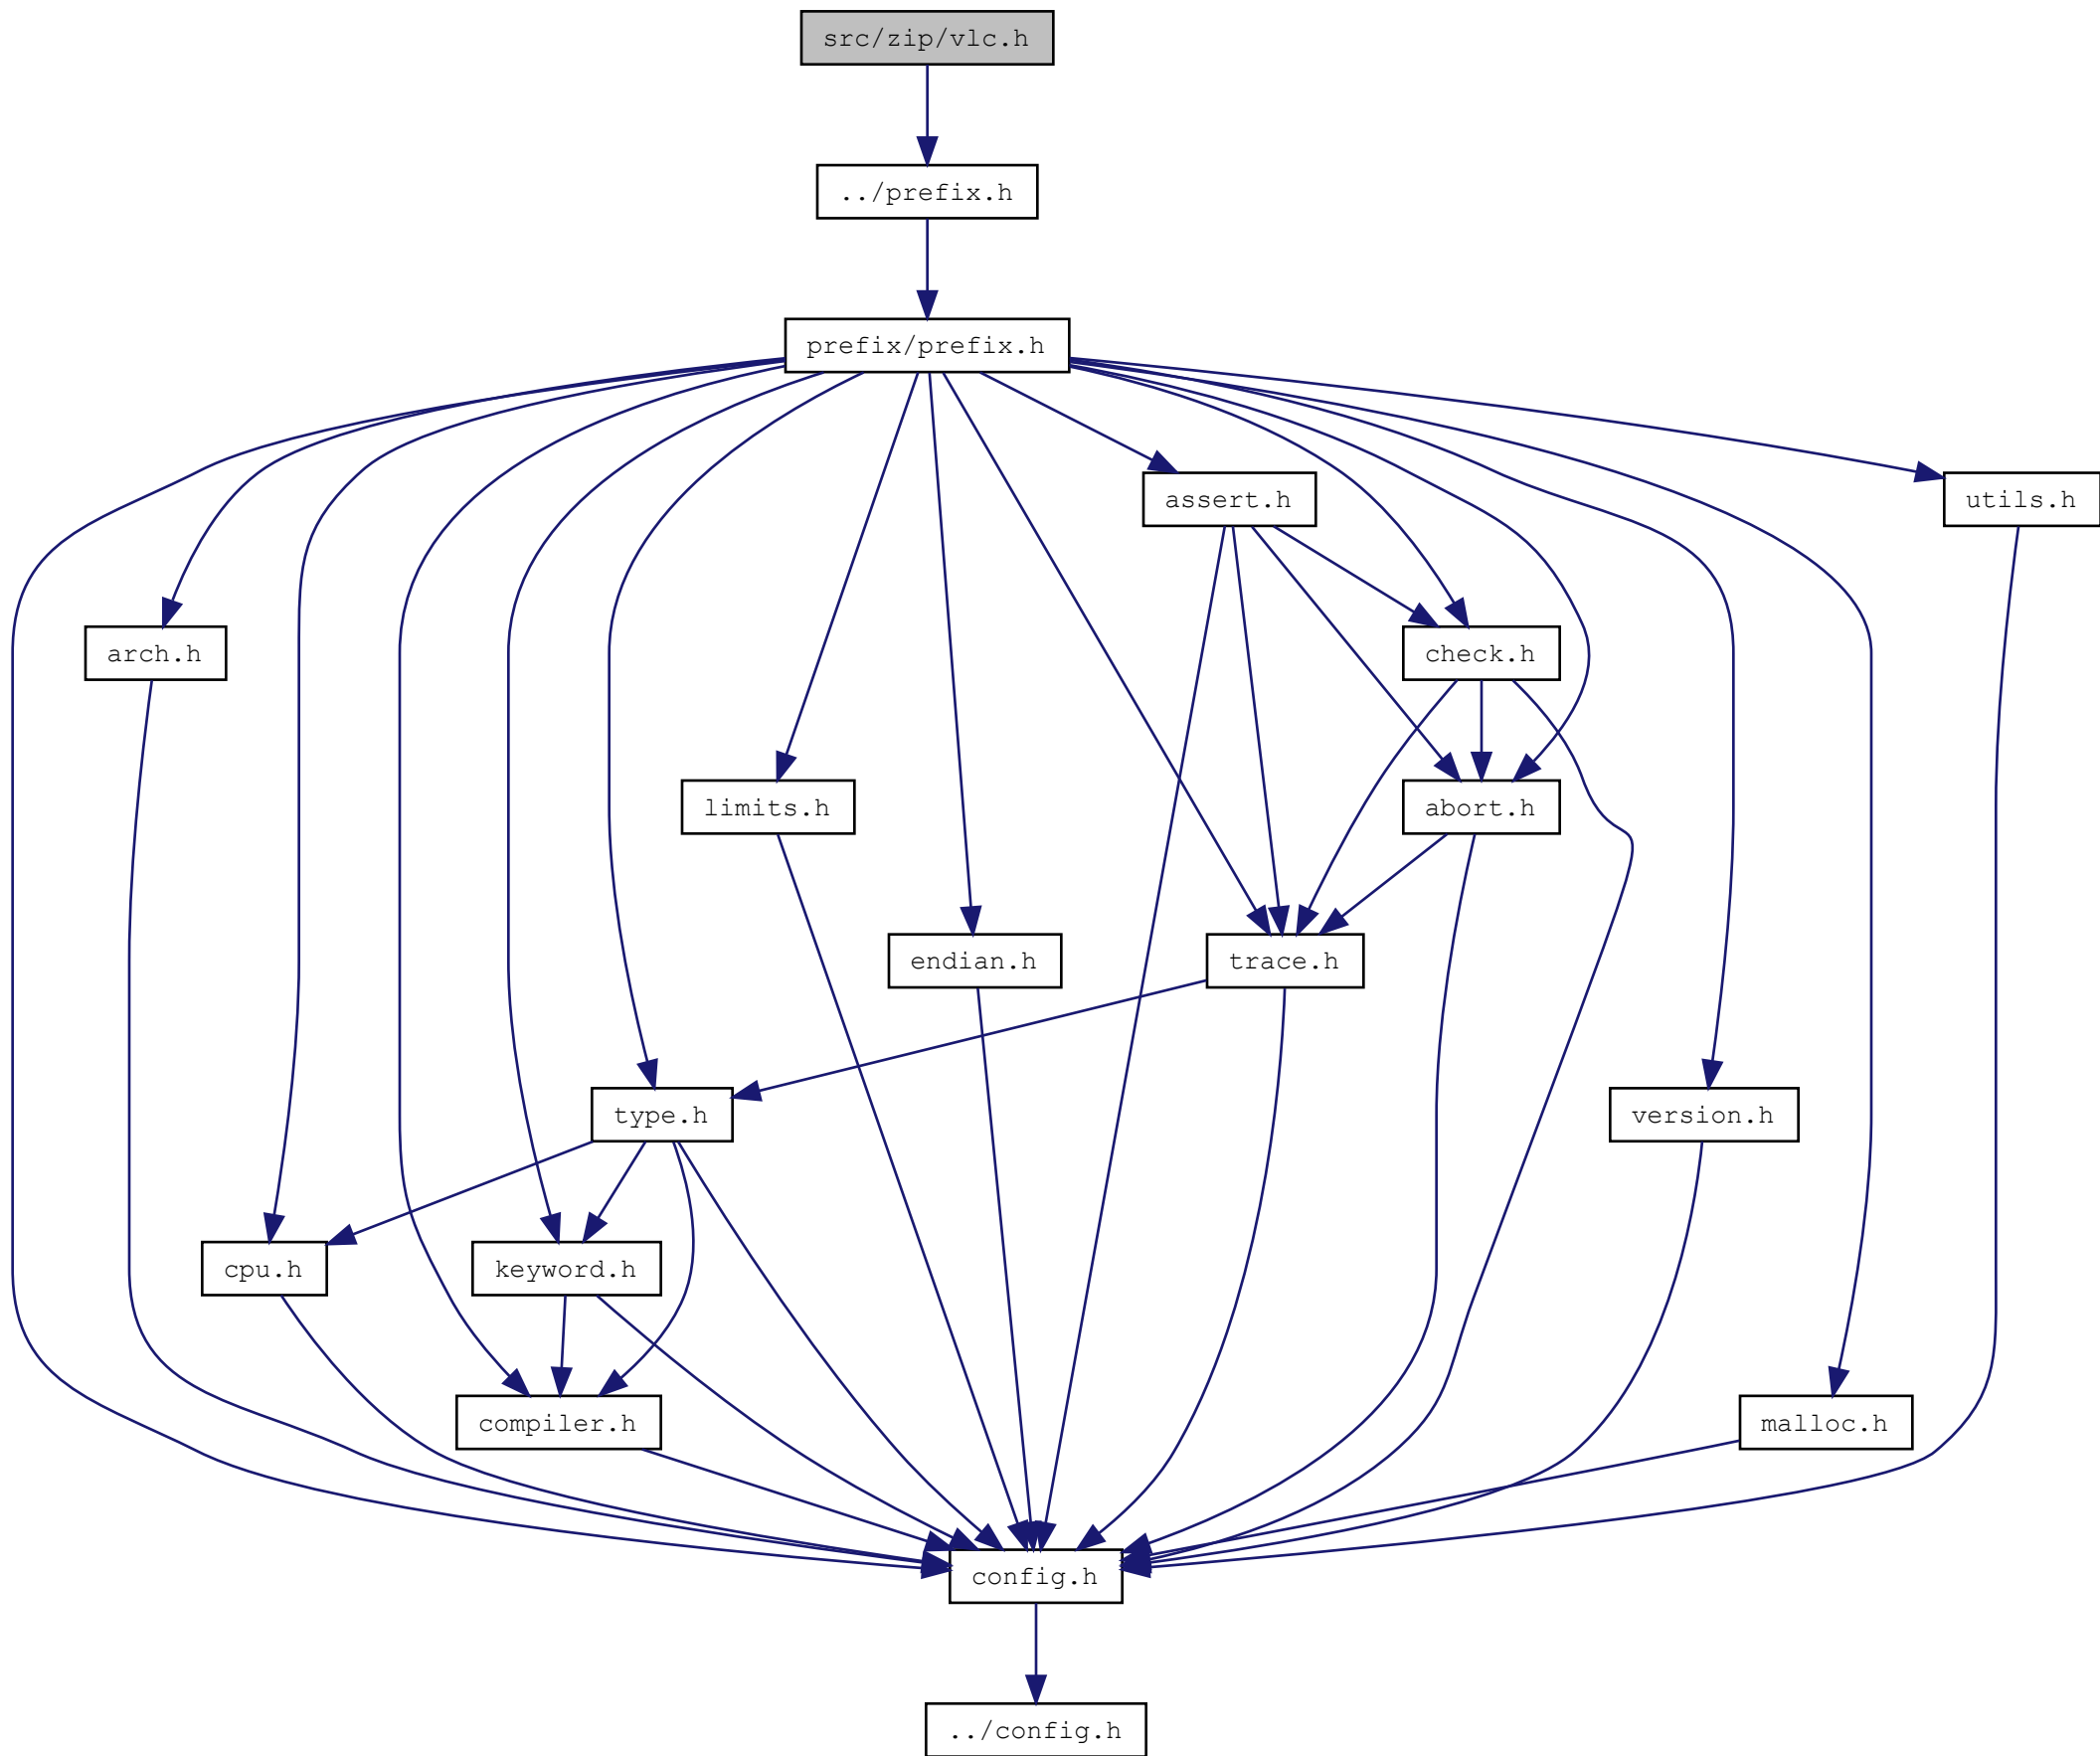 src/zip/vlc.h
../prefix.h
prefix/prefix.h
assert.h
utils.h
arch.h
check.h
limits.h
abort.h
endian.h
trace.h
type.h
version.h
cpu.h
keyword.h
compiler.h
malloc.h
config.h
../config.h